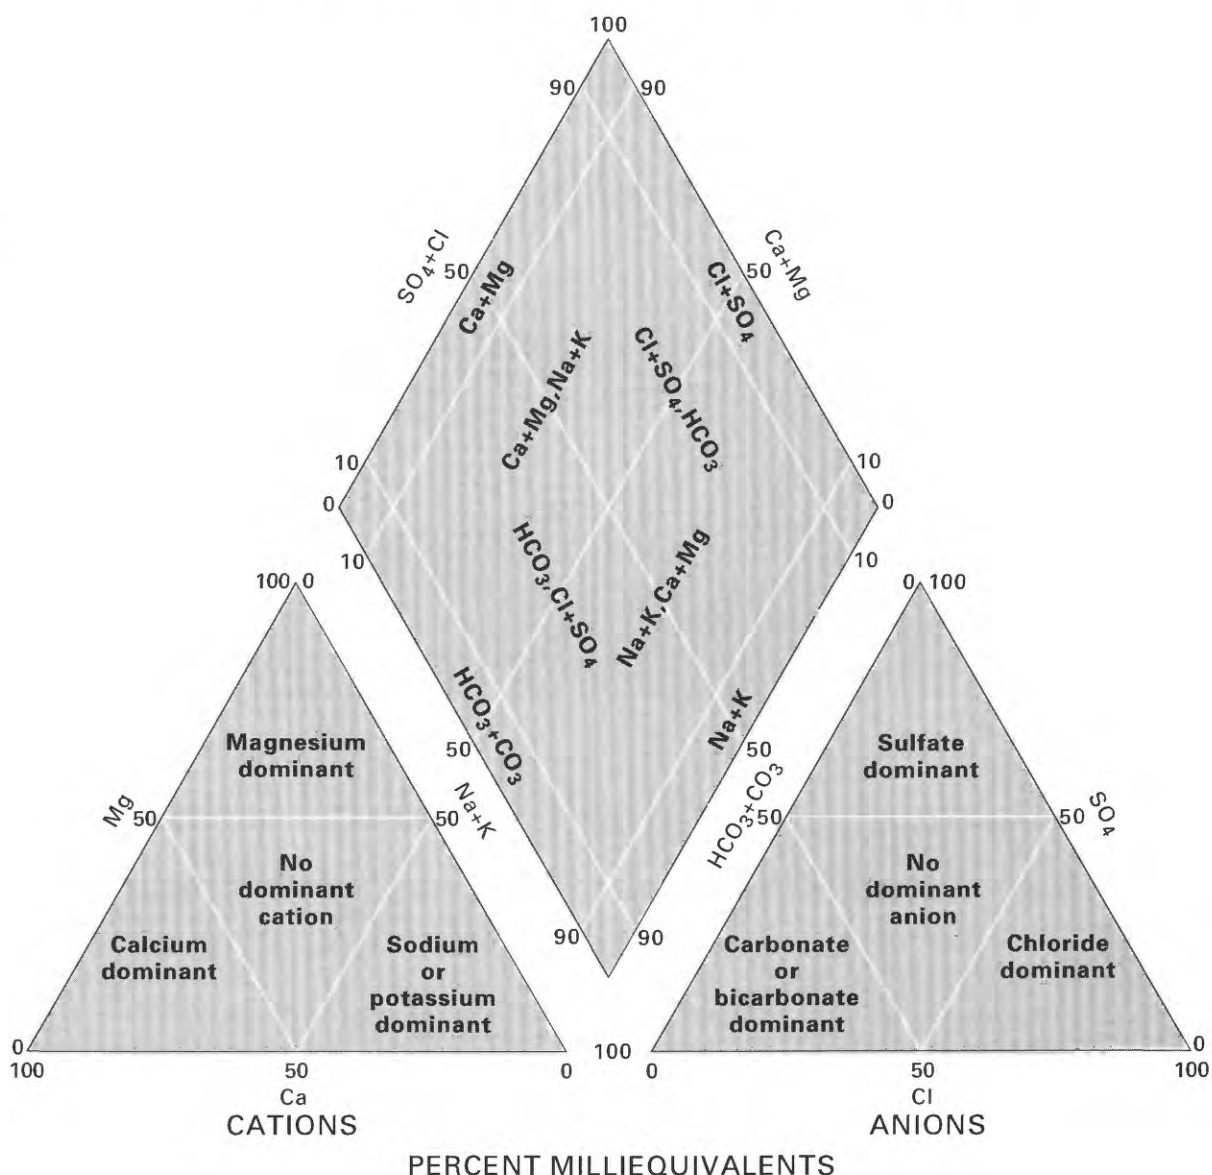 100
90 90
SO₄+Cl
Ca+Mg
50 50
Ca+Mg
Cl+SO₄
Ca+Mg,Na+K
Cl+SO₄,HCO₃
10 10
0 0
10 10
HCO₃,Cl+SO₄
Na+K,Ca+Mg
HCO₃+CO₃
Na+K
50 50
Na+K
HCO₃+CO₃
90 90
100
100 0
Magnesium
dominant
Mg
50 50
No
dominant
cation
Calcium
dominant
Sodium
or
potassium
dominant
0
100 50 0
Ca
CATIONS
0 100
Sulfate
dominant
SO₄
50 50
No
dominant
anion
Carbonate
or
bicarbonate
dominant
Chloride
dominant
0
0 50 100
Cl
ANIONS
PERCENT MILLIEQUIVALENTS